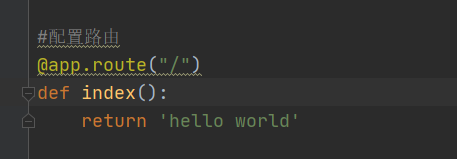 #配置路由
@app.route("/")
def index():
    return 'hello world'